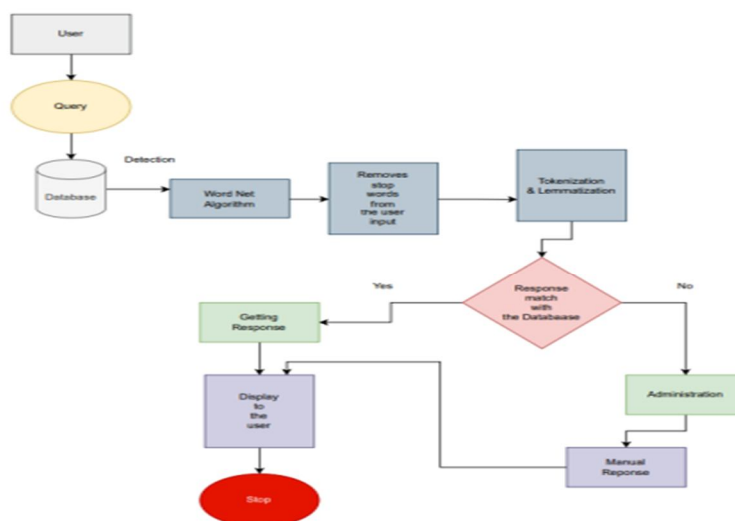 User
Query
Database
Detection
Word Net
Algorithm
Removes
stop
words
from
the user
input
Tokenization
& Lemmatization
Response
match
with
the Databaase
Yes
No
Getting
Response
Administration
Display
to
the
user
Manual
Reponse
Stop